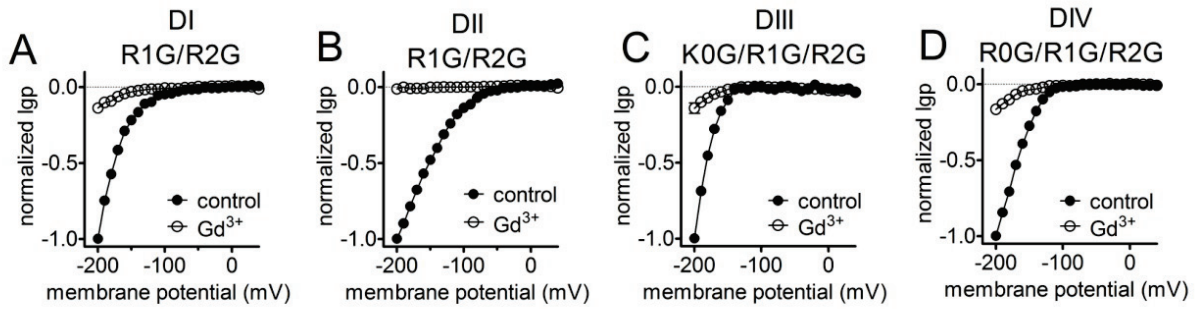 A
DI
R1G/R2G
normalized Igp
0.0
-0.5
-1.0
control
Gd³⁺
-200
-100
0
membrane potential (mV)
B
DII
R1G/R2G
normalized Igp
0.0
-0.5
-1.0
control
Gd³⁺
-200
-100
0
membrane potential (mV)
C
DIII
K0G/R1G/R2G
normalized Igp
0.0
-0.5
-1.0
control
Gd³⁺
-200
-100
0
membrane potential (mV)
D
DIV
R0G/R1G/R2G
normalized Igp
0.0
-0.5
-1.0
control
Gd³⁺
-200
-100
0
membrane potential (mV)